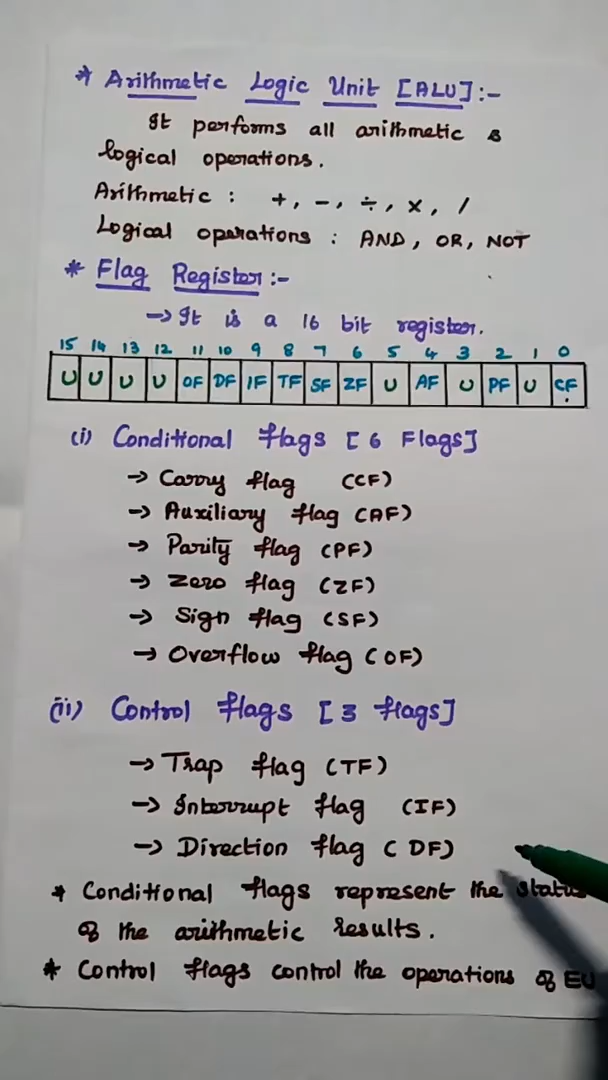 * Arithmetic Logic Unit [ALU]:-
It performs all arithmetic &
logical operations.
Arithmetic : +, -, ÷, ×, /
Logical operations : AND, OR, NOT
* Flag Register:-
→ It is a 16 bit register.
15 14 13 12 11 10 9 8 7 6 5 4 3 2 1 0
U U U U OF DF IF TF SF ZF U AF U PF U CF
(i) Conditional flags [6 Flags]
→ Carry flag (CF)
→ Auxiliary flag (AF)
→ Parity flag (PF)
→ Zero flag (ZF)
→ Sign flag (SF)
→ Overflow flag (OF)
(ii) Control flags [3 flags]
→ Trap flag (TF)
→ Interrupt flag (IF)
→ Direction flag (DF)
* Conditional flags represent the status
of the arithmetic results.
* Control flags control the operations of EU